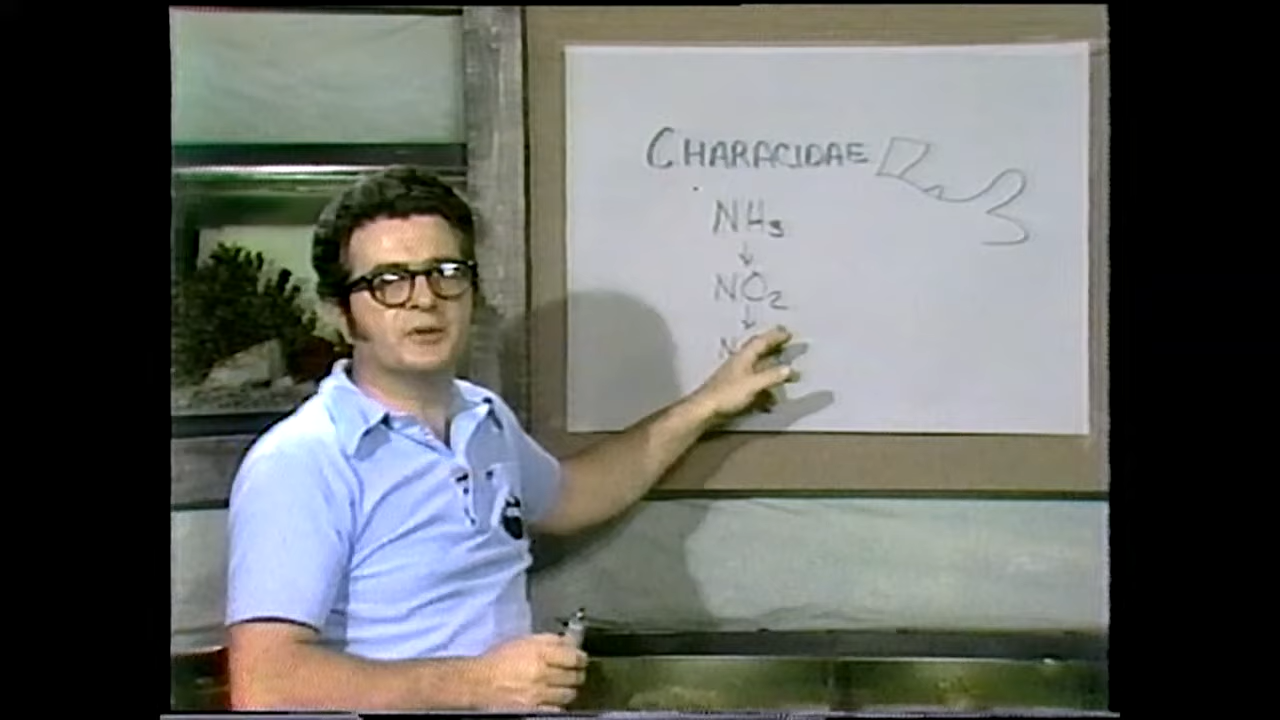 CHARACIDAE
NH3
↓
NO2
↓
N